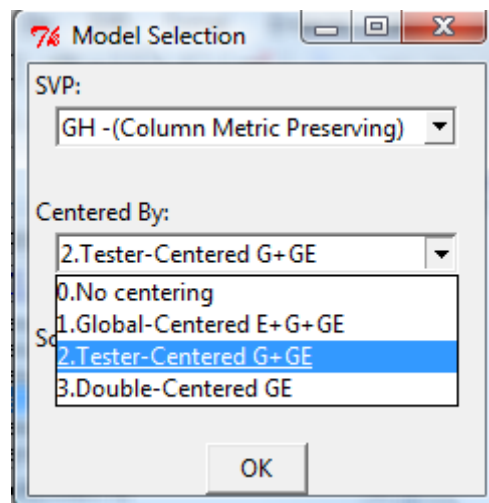 Model Selection
SVP:
GH -(Column Metric Preserving)
Centered By:
2.Tester-Centered G+GE
0.No centering
1.Global-Centered E+G+GE
2.Tester-Centered G+GE
3.Double-Centered GE
OK